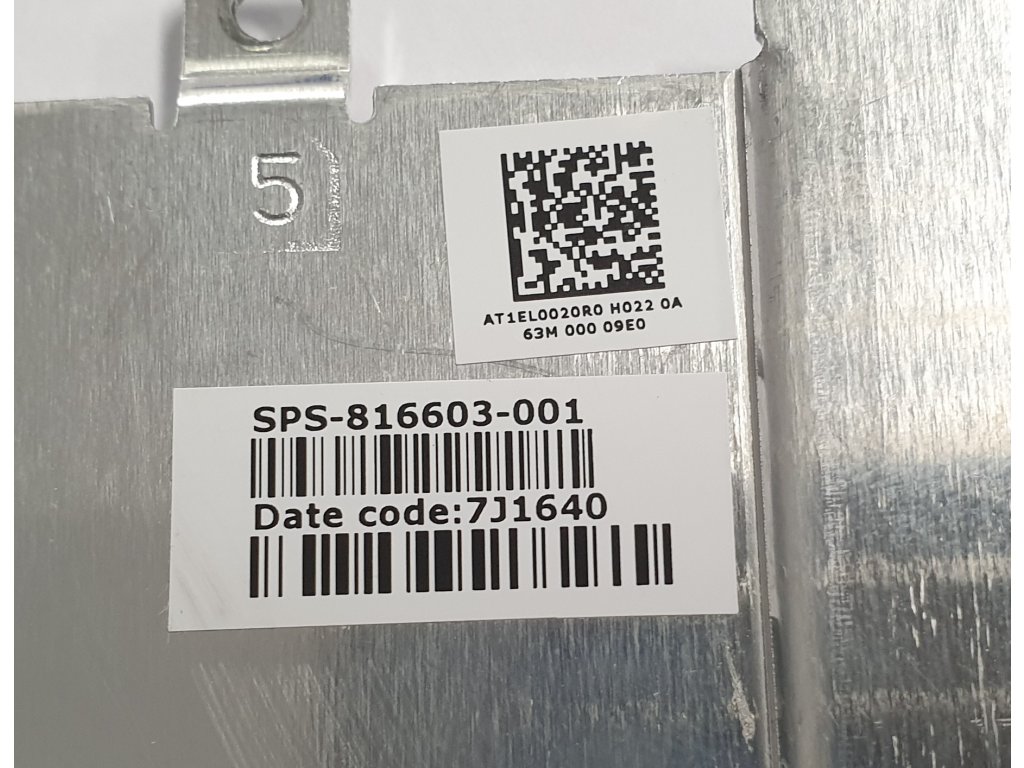 5
AT1EL0020R0 H022 0A
63M 000 09E0
SPS-816603-001
Date code:7J1640